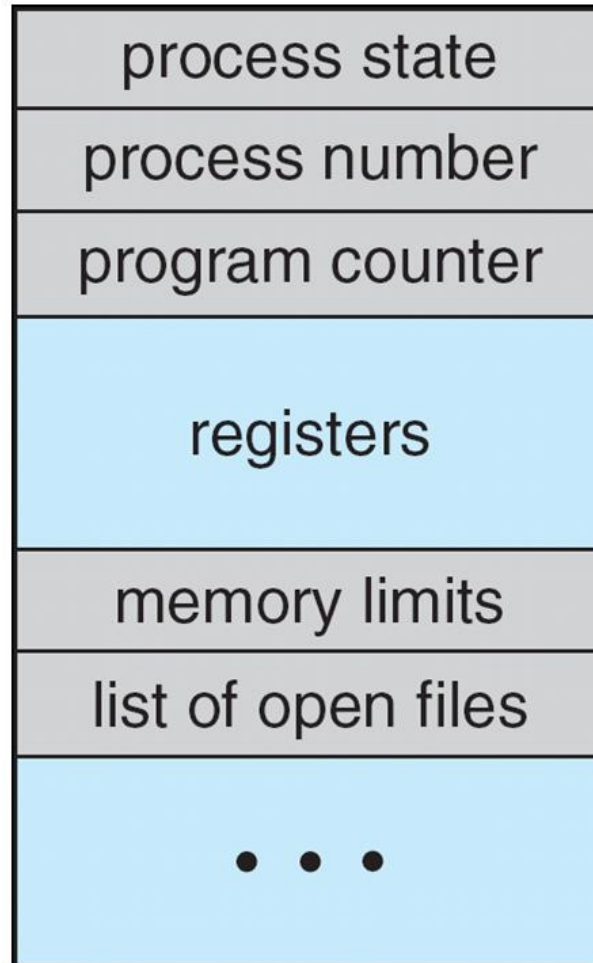 process state
process number
program counter
registers
memory limits
list of open files
• • •